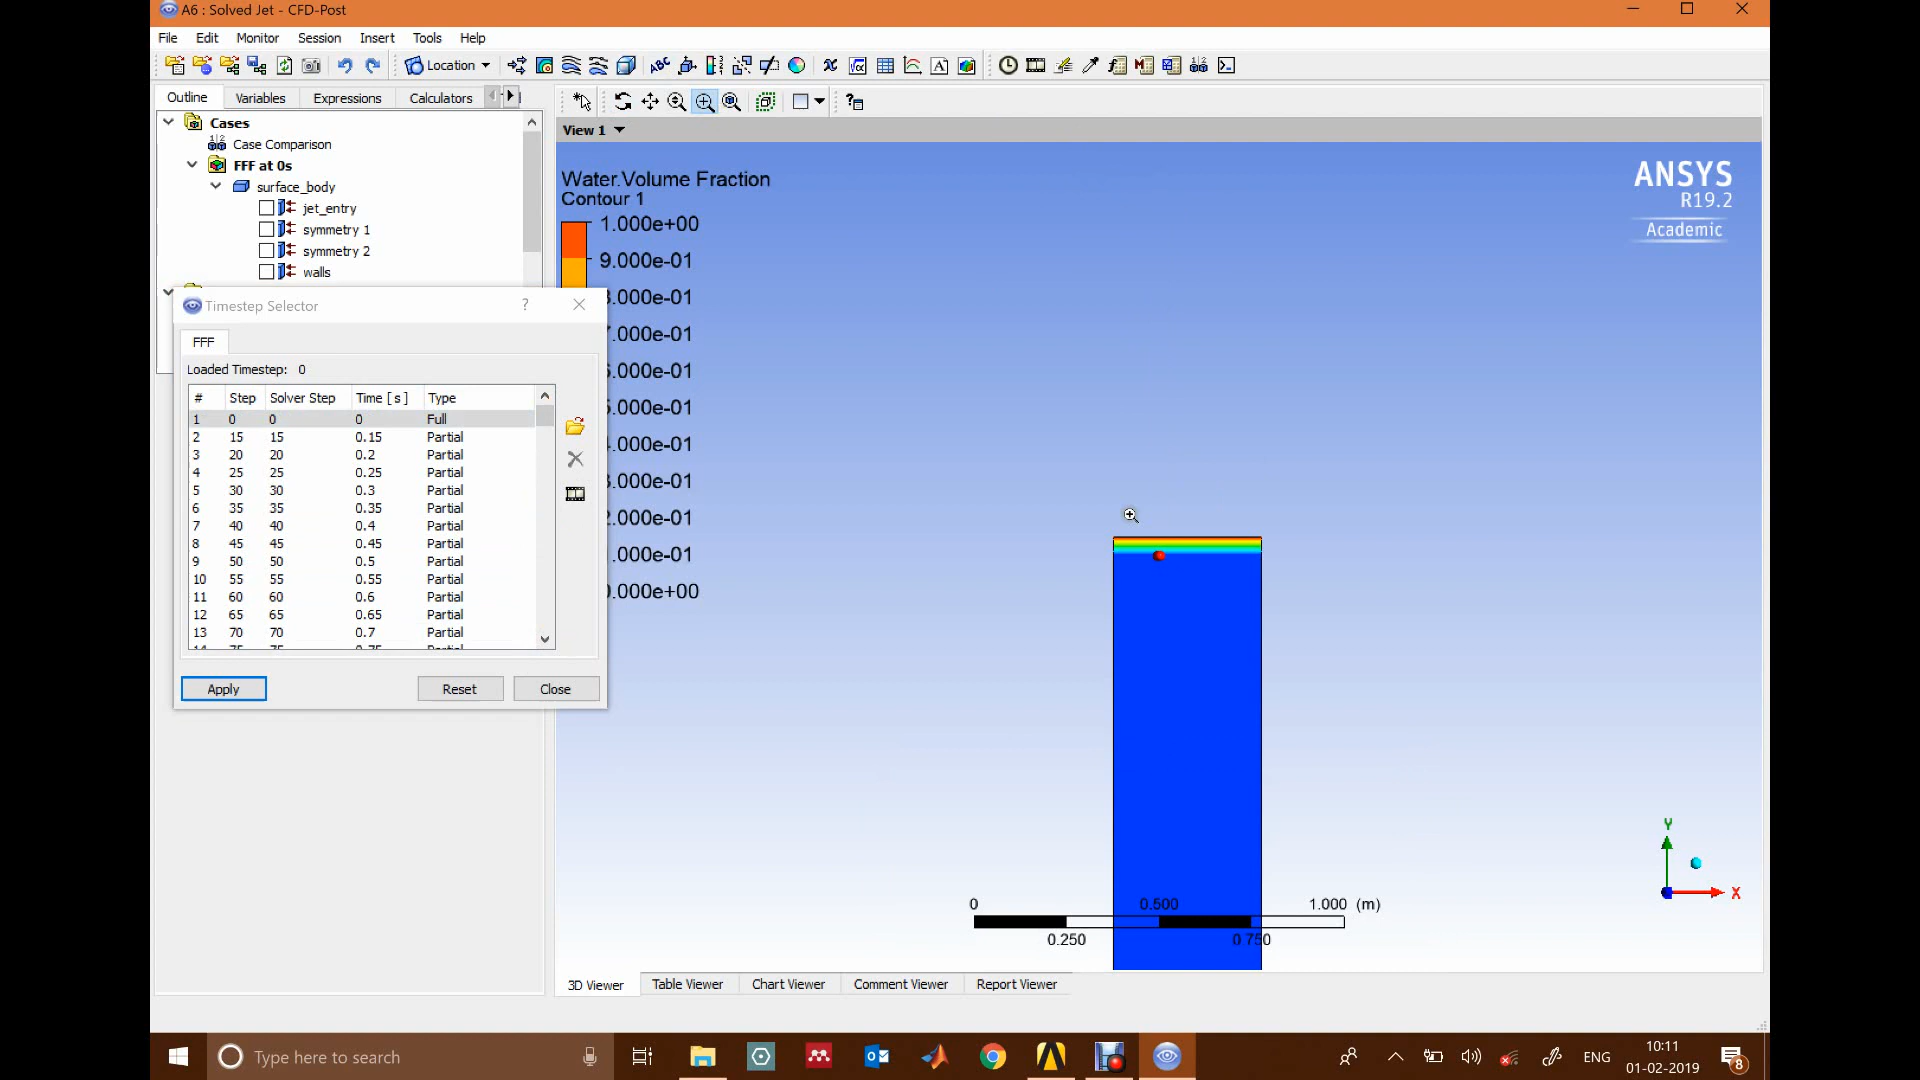 A6 : Solved Jet - CFD-Post
File Edit Monitor Session Insert Tools Help
Location
Outline Variables Expressions Calculators
View 1
Cases
Case Comparison
FFF at 0s
surface_body
jet_entry
symmetry 1
symmetry 2
walls
Timestep Selector ?
FFF
Loaded Timestep: 0
# Step Solver Step Time [ s ] Type
1 0 0 0 Full
2 15 15 0.15 Partial
3 20 20 0.2 Partial
4 25 25 0.25 Partial
5 30 30 0.3 Partial
6 35 35 0.35 Partial
7 40 40 0.4 Partial
8 45 45 0.45 Partial
9 50 50 0.5 Partial
10 55 55 0.55 Partial
11 60 60 0.6 Partial
12 65 65 0.65 Partial
13 70 70 0.7 Partial
Apply Reset Close
Water.Volume Fraction
Contour 1
1.000e+00
9.000e-01
.000e-01
.000e-01
.000e-01
.000e-01
.000e-01
.000e-01
.000e-01
.000e-01
.000e+00
ANSYS
R19.2
Academic
0 0.500 1.000 (m)
0.250 0.750
Y
X
3D Viewer Table Viewer Chart Viewer Comment Viewer Report Viewer
Type here to search
ENG
10:11
01-02-2019
8